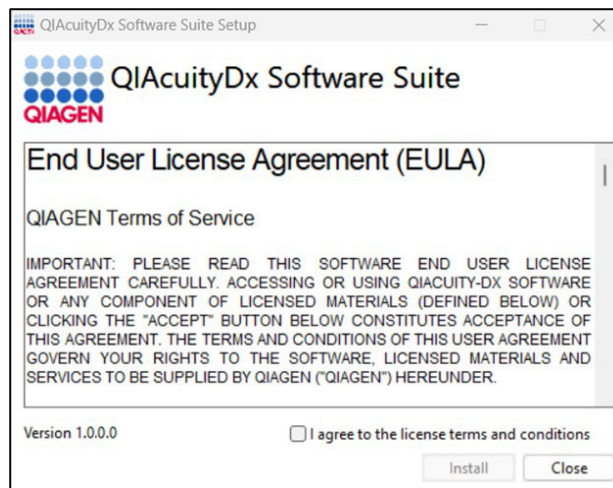 QIAcuityDx Software Suite Setup
QIAcuityDx Software Suite
QIAGEN
End User License Agreement (EULA)
QIAGEN Terms of Service
IMPORTANT: PLEASE READ THIS SOFTWARE END USER LICENSE
AGREEMENT CAREFULLY. ACCESSING OR USING QIACUITY-DX SOFTWARE
OR ANY COMPONENT OF LICENSED MATERIALS (DEFINED BELOW) OR
CLICKING THE "ACCEPT" BUTTON BELOW CONSTITUTES ACCEPTANCE OF
THIS AGREEMENT. THE TERMS AND CONDITIONS OF THIS USER AGREEMENT
GOVERN YOUR RIGHTS TO THE SOFTWARE, LICENSED MATERIALS AND
SERVICES TO BE SUPPLIED BY QIAGEN ("QIAGEN") HEREUNDER.
Version 1.0.0.0
I agree to the license terms and conditions
Install
Close